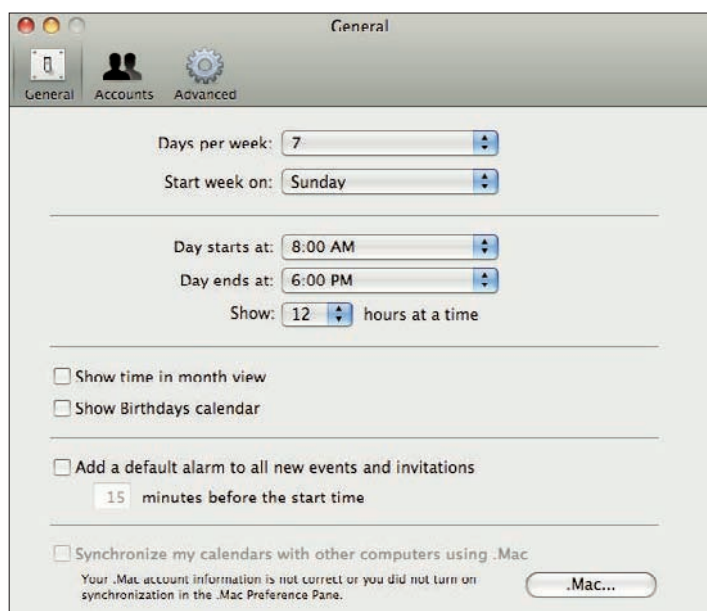 General
General Accounts Advanced
Days per week: 7
Start week on: Sunday
Day starts at: 8:00 AM
Day ends at: 6:00 PM
Show: 12 hours at a time
Show time in month view
Show Birthdays calendar
Add a default alarm to all new events and invitations
15 minutes before the start time
Synchronize my calendars with other computers using .Mac
Your .Mac account information is not correct or you did not turn on
synchronization in the .Mac Preference Pane.
.Mac...